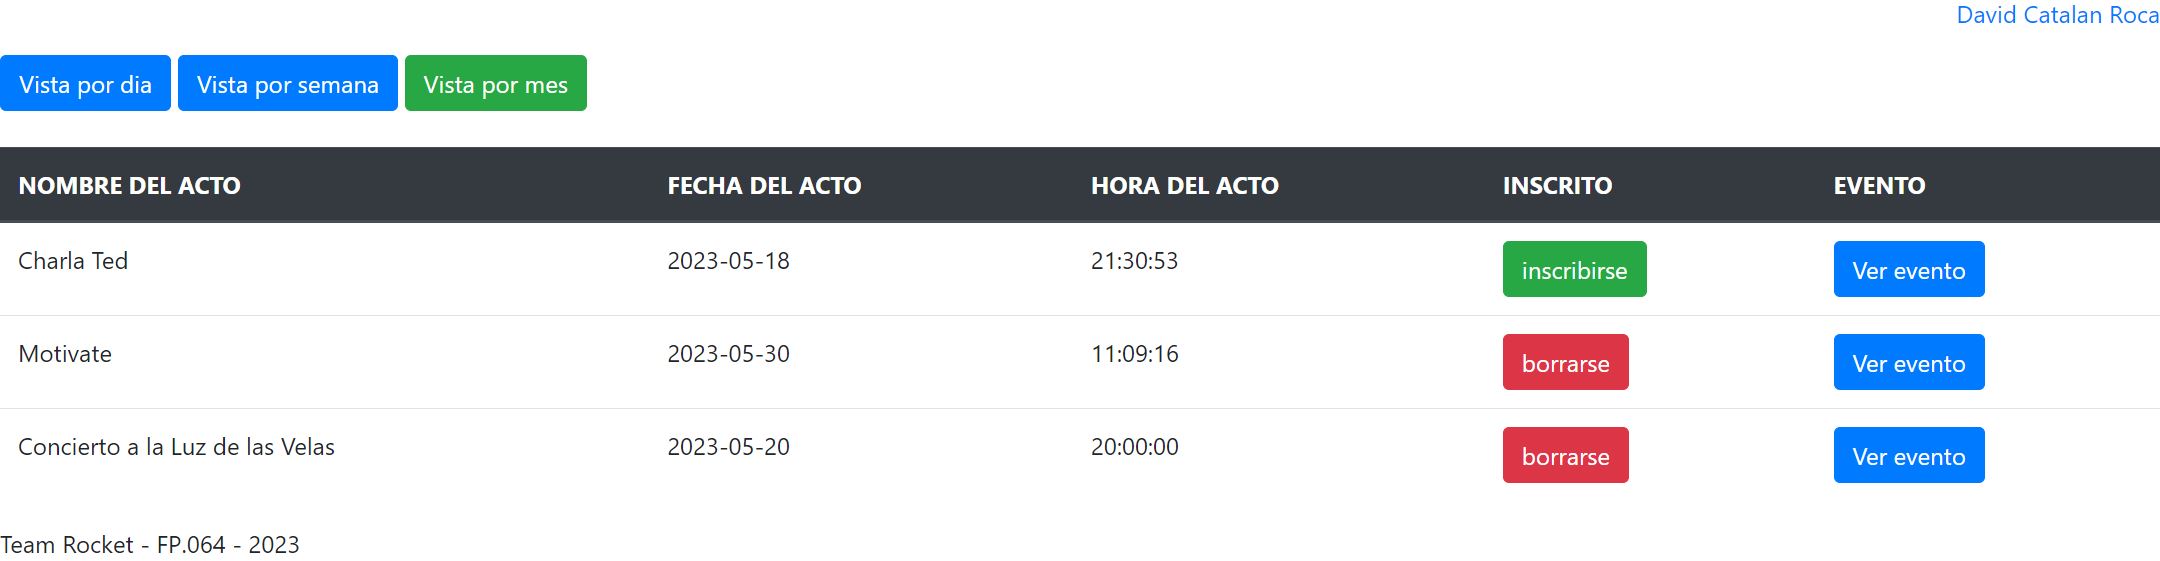 David Catalan Roca
Vista por dia Vista por semana Vista por mes
NOMBRE DEL ACTO FECHA DEL ACTO HORA DEL ACTO INSCRITO EVENTO
Charla Ted 2023-05-18 21:30:53 inscribirse Ver evento
Motivate 2023-05-30 11:09:16 borrarse Ver evento
Concierto a la Luz de las Velas 2023-05-20 20:00:00 borrarse Ver evento
Team Rocket - FP.064 - 2023